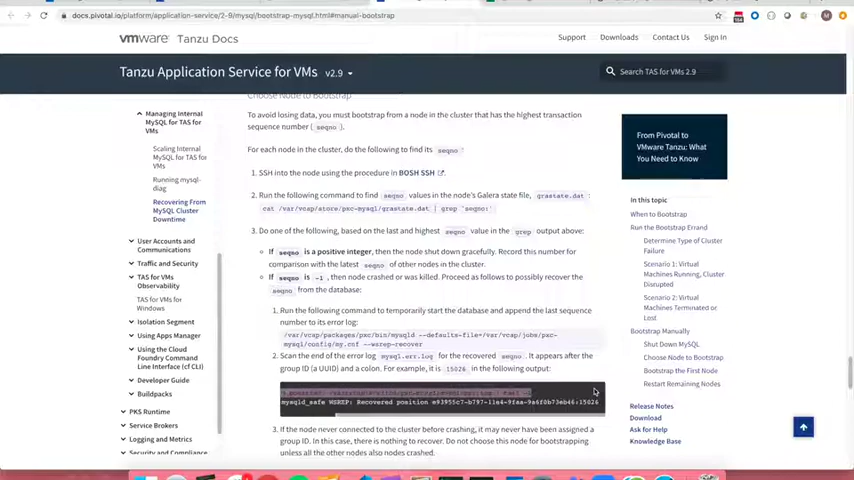 docs.pivotal.io/platform/application-service/2-9/mysql/bootstrap-mysql.html#manual-bootstrap
vmware Tanzu Docs
Support Downloads Contact Us Sign In
Tanzu Application Service for VMs v2.9
Search TAS for VMs 2.9
Managing Internal
MySQL for TAS for
VMs
Scaling Internal
MySQL for TAS for
VMs
Running mysql-
diag
Recovering From
MySQL Cluster
Downtime
User Accounts and
Communications
Traffic and Security
TAS for VMs
Observability
TAS for VMs for
Windows
Isolation Segment
Using Apps Manager
Using the Cloud
Foundry Command
Line Interface (cf CLI)
Developer Guide
Buildpacks
PKS Runtime
Service Brokers
Logging and Metrics
Security and Compliance
Choose Node to Bootstrap
To avoid losing data, you must bootstrap from a node in the cluster that has the highest transaction
sequence number ( seqno ).
For each node in the cluster, do the following to find its seqno :
1. SSH into the node using the procedure in BOSH SSH .
2. Run the following command to find seqno values in the node's Galera state file, grastate.dat :
cat /var/vcap/store/pxc-mysql/grastate.dat | grep 'seqno:'
3. Do one of the following, based on the last and highest seqno value in the grep output above:
If seqno is a positive integer, then the node shut down gracefully. Record this number for
comparison with the latest seqno of other nodes in the cluster.
If seqno is -1, then node crashed or was killed. Proceed as follows to possibly recover the
seqno from the database:
1. Run the following command to temporarily start the database and append the last sequence
number to its error log:
/var/vcap/packages/pxc/bin/mysqld --defaults-file=/var/vcap/jobs/pxc-
mysql/config/my.cnf --wsrep-recover
2. Scan the end of the error log mysql.err.log for the recovered seqno . It appears after the
group ID (a UUID) and a colon. For example, it is 15026 in the following output:
mysqld_safe WSREP: Recovered position e93955c7-b797-11e4-9faa-9a6f0b73eb46:15026
3. If the node never connected to the cluster before crashing, it may never have been assigned a
group ID. In this case, there is nothing to recover. Do not choose this node for bootstrapping
unless all the other nodes also nodes crashed.
From Pivotal to
VMware Tanzu: What
You Need to Know
In this topic
When to Bootstrap
Run the Bootstrap Errand
Determine Type of Cluster
Failure
Scenario 1: Virtual
Machines Running, Cluster
Disrupted
Scenario 2: Virtual
Machines Terminated or
Lost
Bootstrap Manually
Shut Down MySQL
Choose Node to Bootstrap
Bootstrap the First Node
Restart Remaining Nodes
Release Notes
Download
Ask for Help
Knowledge Base